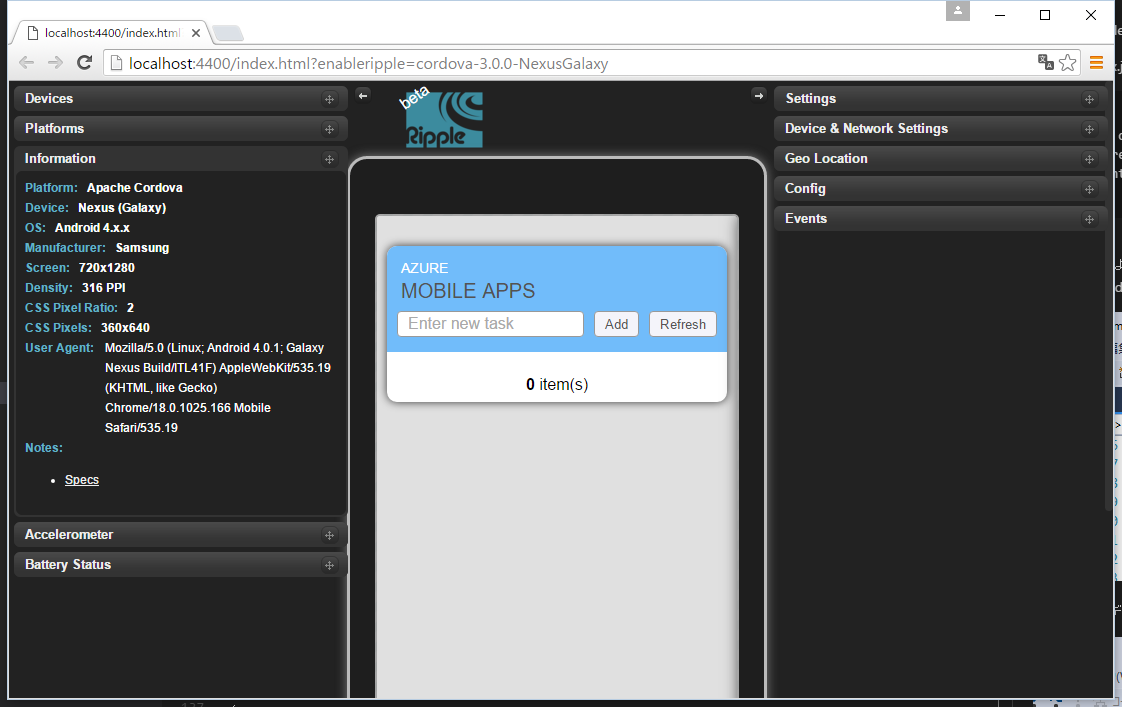 localhost:4400/index.html
localhost:4400/index.html?enableripple=cordova-3.0.0-NexusGalaxy
Devices
Platforms
Information
Platform: Apache Cordova
Device: Nexus (Galaxy)
OS: Android 4.x.x
Manufacturer: Samsung
Screen: 720x1280
Density: 316 PPI
CSS Pixel Ratio: 2
CSS Pixels: 360x640
User Agent: Mozilla/5.0 (Linux; Android 4.0.1; Galaxy
Nexus Build/ITL41F) AppleWebKit/535.19
(KHTML, like Gecko)
Chrome/18.0.1025.166 Mobile
Safari/535.19
Notes:
• Specs
Accelerometer
Battery Status
beta
Ripple
AZURE
MOBILE APPS
Enter new task
Add
Refresh
0 item(s)
Settings
Device & Network Settings
Geo Location
Config
Events